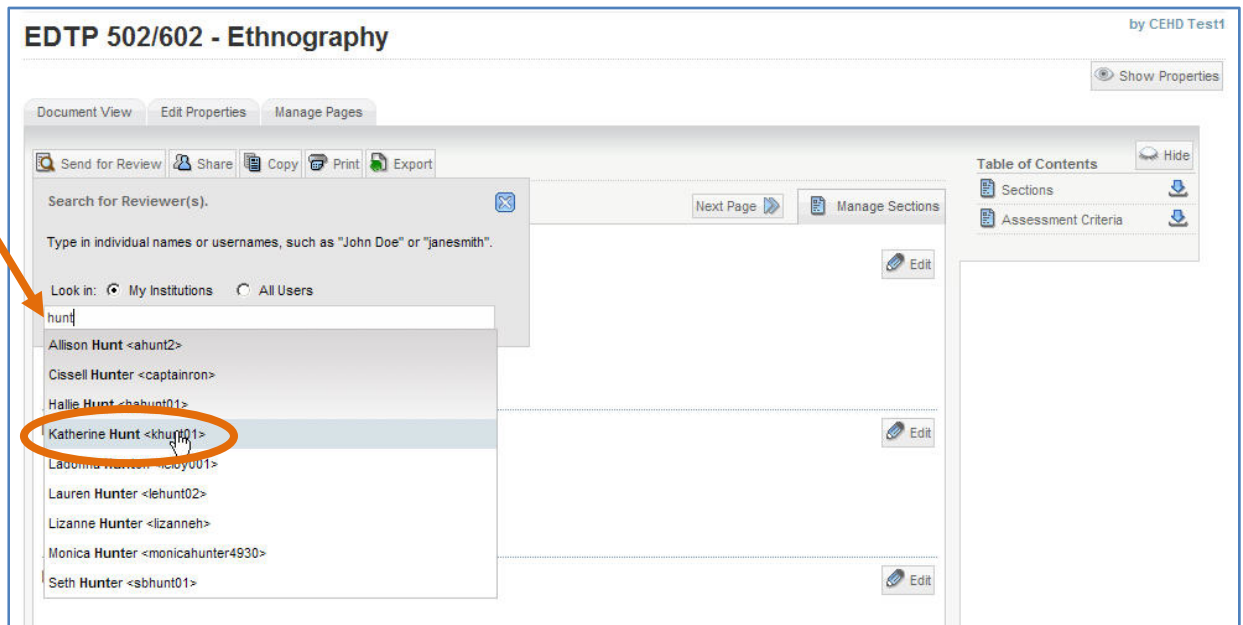 by CEHD Test1
EDTP 502/602 - Ethnography
Show Properties
Document View Edit Properties Manage Pages
Send for Review Share Copy Print Export
Table of Contents Hide
Sections
Assessment Criteria
Search for Reviewer(s).
Next Page Manage Sections
Type in individual names or usernames, such as "John Doe" or "janesmith".
Edit
Look in: My Institutions All Users
hunt
Allison Hunt <ahunt2>
Cissell Hunter <captainron>
Hallie Hunt <hahunt01>
Katherine Hunt <khunt01>
Edit
Ladonna
Lauren Hunter <lehunt02>
Lizanne Hunter <lizanneh>
Monica Hunter <monicahunter4930>
Seth Hunter <sbhunt01>
Edit